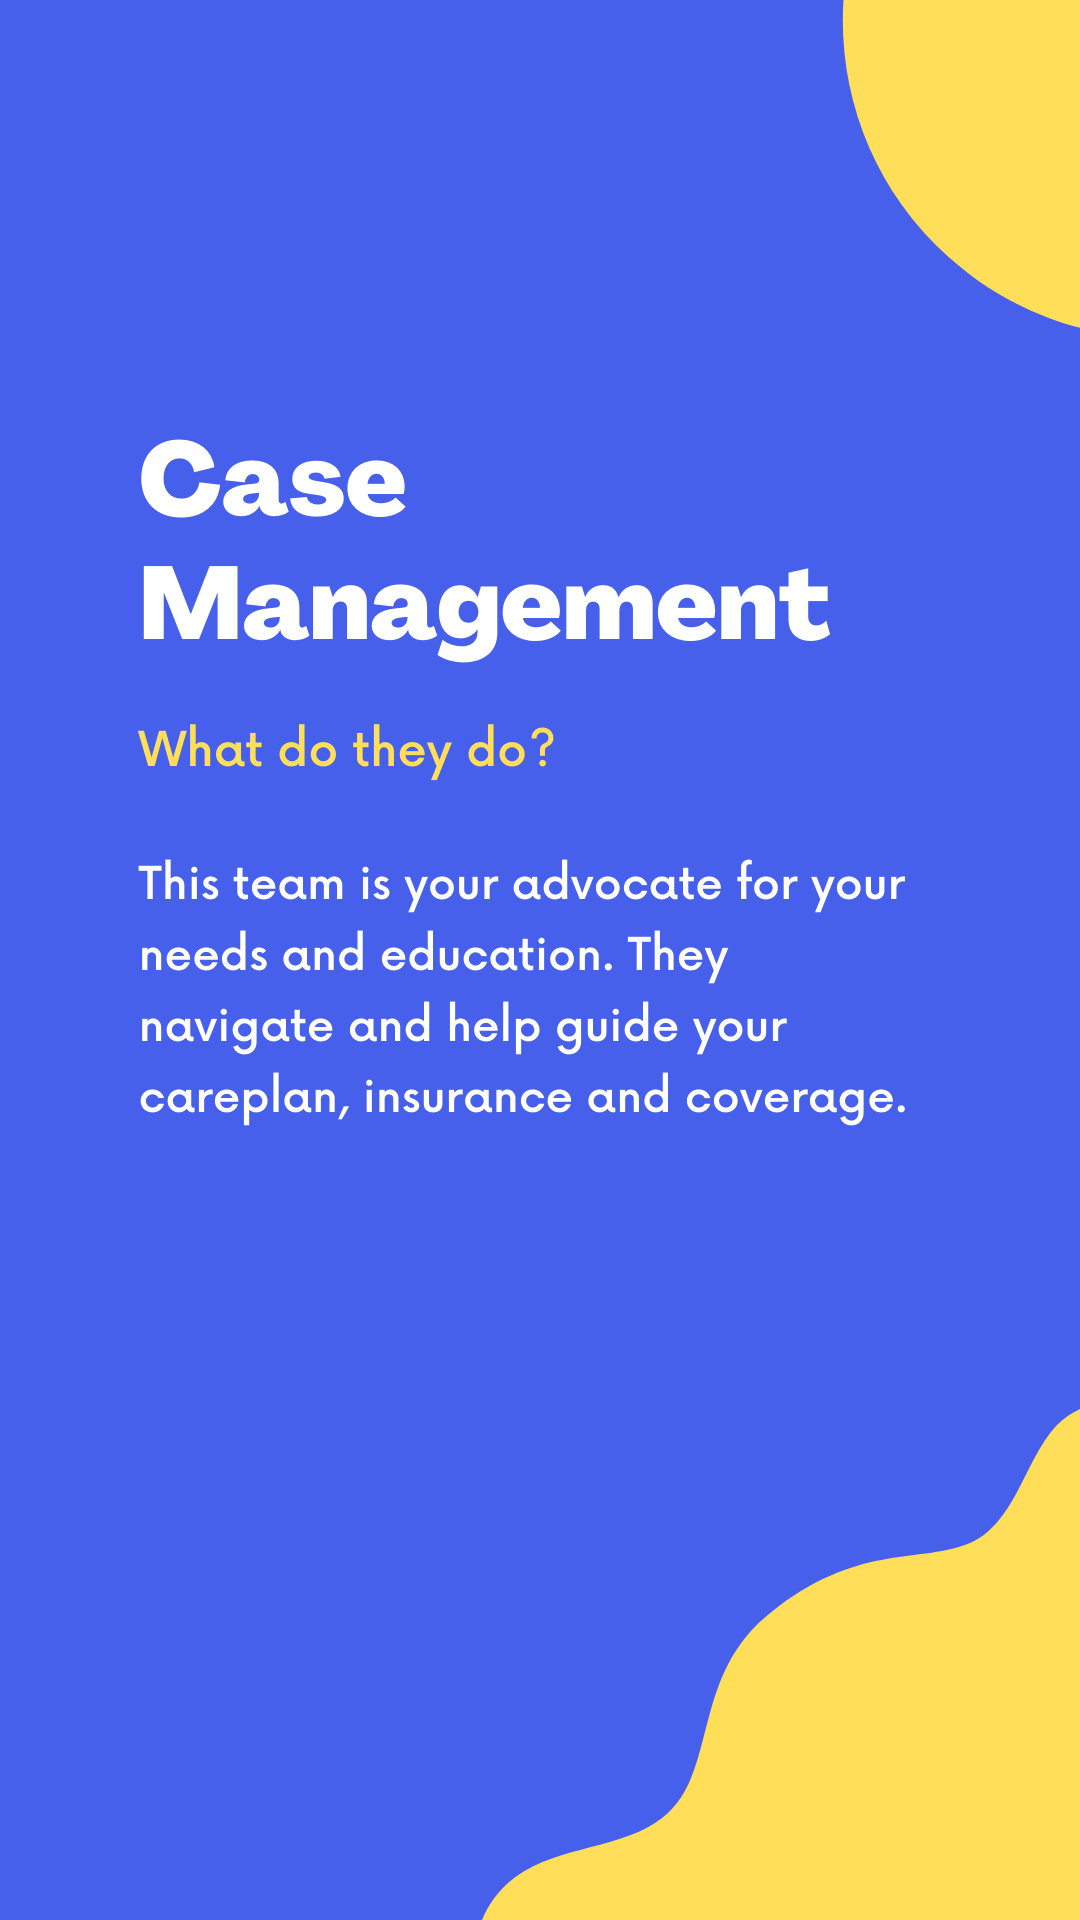 Case
Management
What do they do?
This team is your advocate for your
needs and education. They
navigate and help guide your
careplan, insurance and coverage.